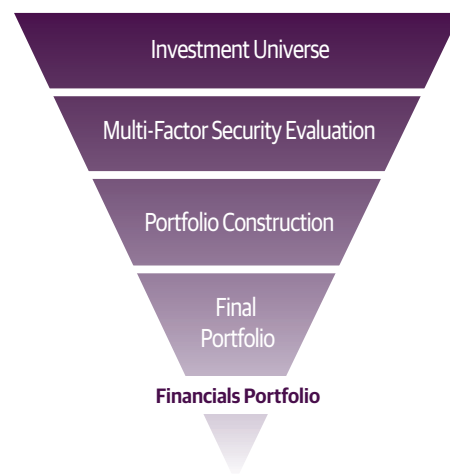 Investment Universe
Multi-Factor Security Evaluation
Portfolio Construction
Final
Portfolio
Financials Portfolio